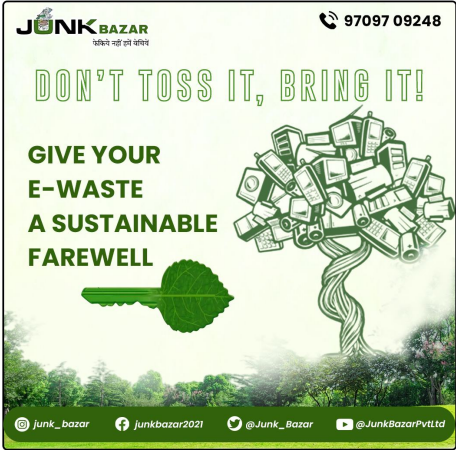 JUNK BAZAR
फेंकिये नहीं हमें बेचिये
97097 09248
DON'T TOSS IT, BRING IT!
GIVE YOUR
E-WASTE
A SUSTAINABLE
FAREWELL
junk_bazar
junkbazar2021
@Junk_Bazar
@JunkBazarPvtLtd